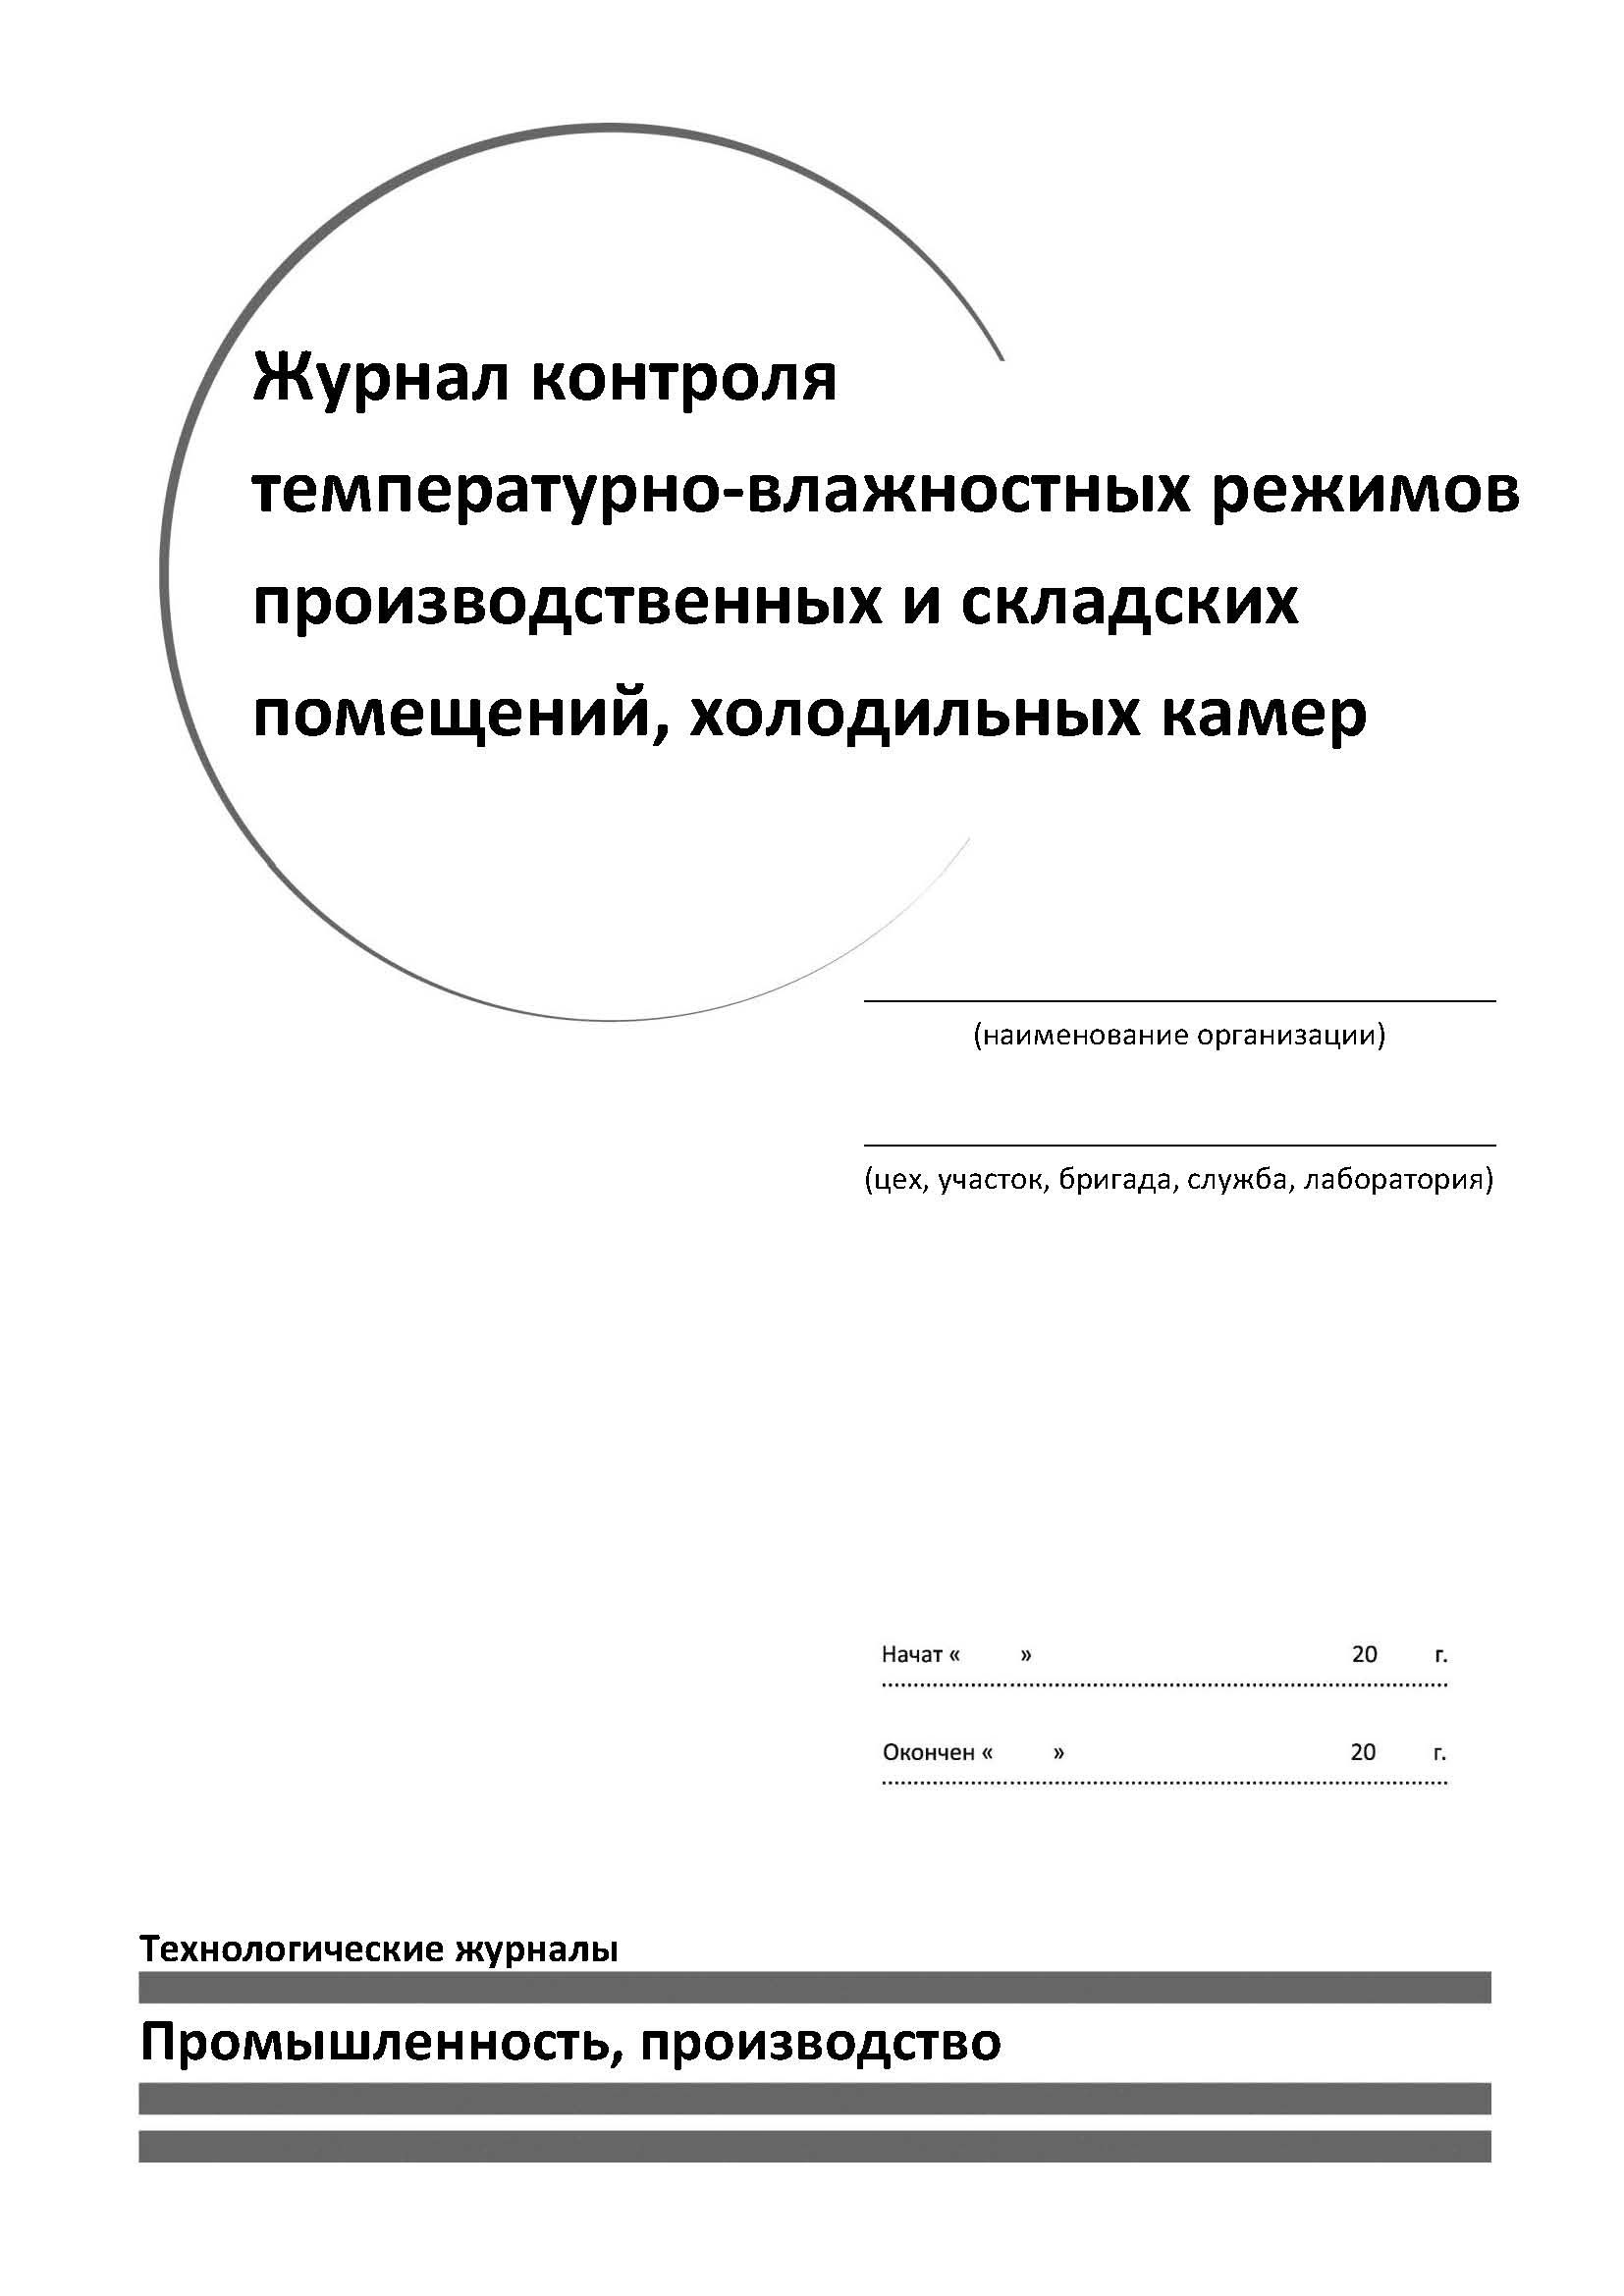 Журнал контроля
температурно-влажностных режимов
производственных и складских
помещений, холодильных камер
(наименование организации)
(цех, участок, бригада, служба, лаборатория)
Начат « » 20 г.
Окончен « » 20 г.
Технологические журналы
Промышленность, производство